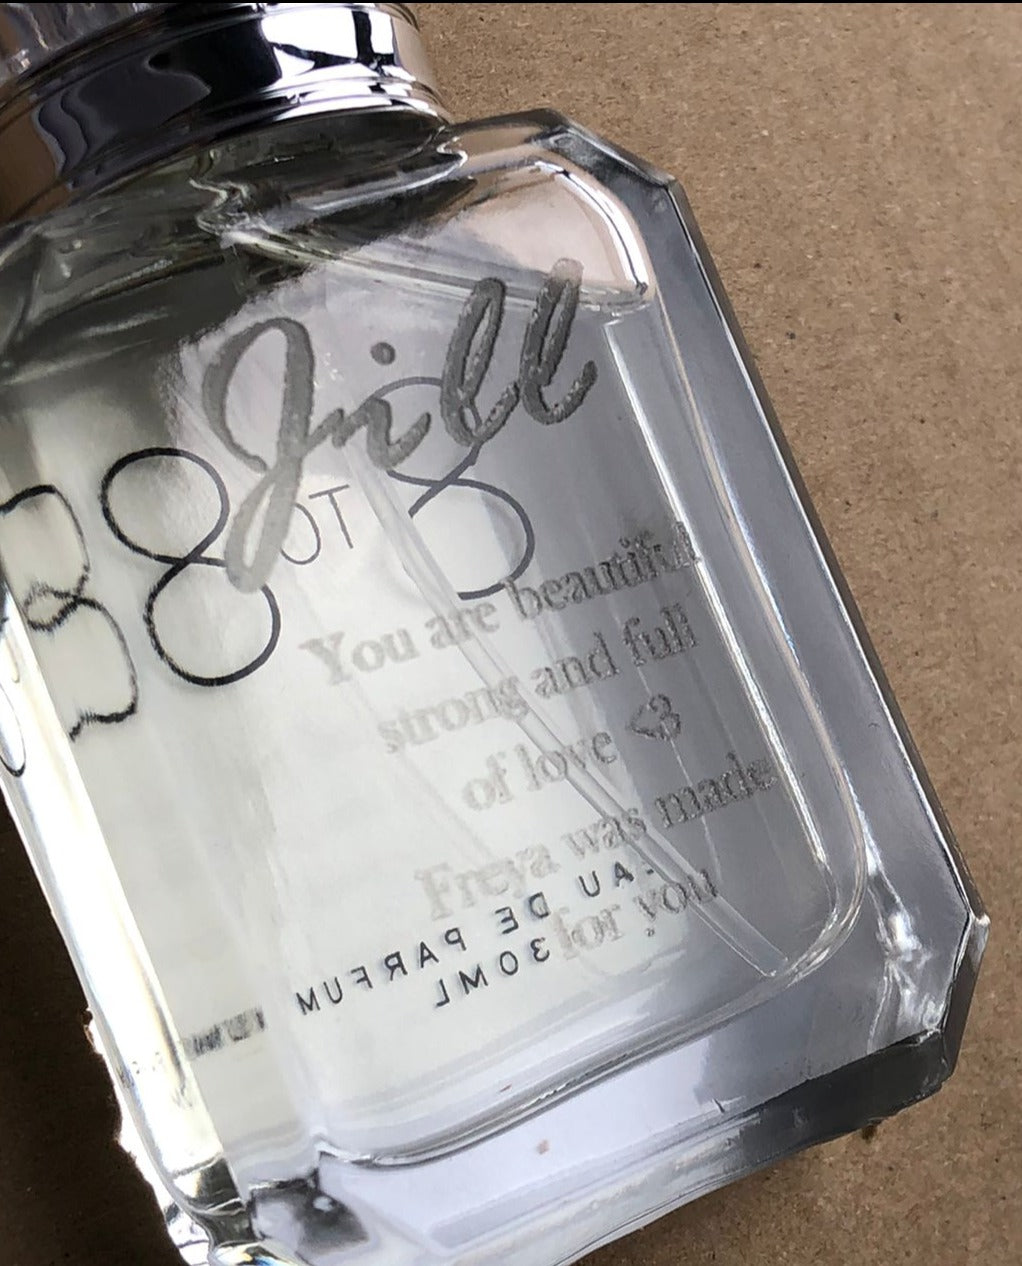 Jill
You are beautiful
strong and full
of love <3
Freya was made
for you
EAU DE PARFUM
30ML